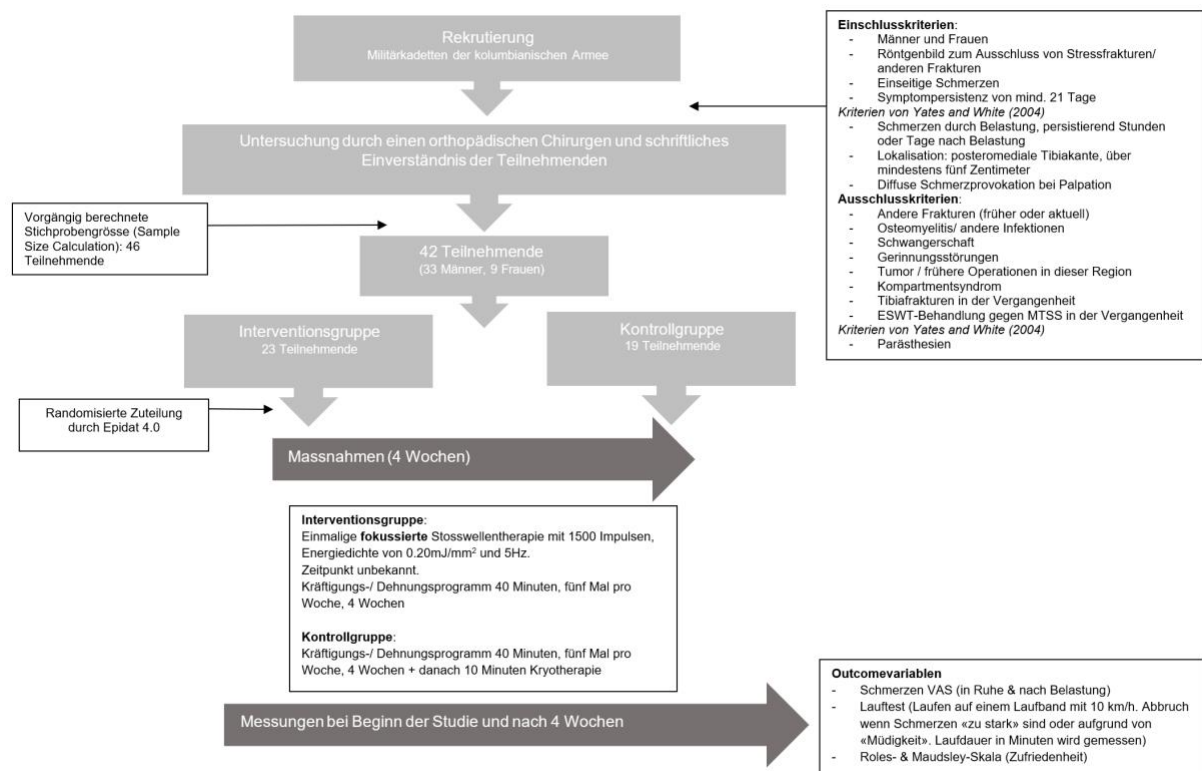 Rekrutierung
Militärkadetten der kolumbianischen Armee
Einschlusskriterien:
- Männer und Frauen
- Röntgenbild zum Ausschluss von Stressfrakturen/
anderen Frakturen
- Einseitige Schmerzen
- Symptompersistenz von mind. 21 Tage
Kriterien von Yates and White (2004)
- Schmerzen durch Belastung, persistierend Stunden
oder Tage nach Belastung
- Lokalisation: posteromediale Tibiakante, über
mindestens fünf Zentimeter
- Diffuse Schmerzprovokation bei Palpation
Ausschlusskriterien:
- Andere Frakturen (früher oder aktuell)
- Osteomyelitis/ andere Infektionen
- Schwangerschaft
- Gerinnungsstörungen
- Tumor / frühere Operationen in dieser Region
- Kompartmentsyndrom
- Tibiafrakturen in der Vergangenheit
- ESWT-Behandlung gegen MTSS in der Vergangenheit
Kriterien von Yates and White (2004)
- Parästhesien
Untersuchung durch einen orthopädischen Chirurgen und schriftliches
Einverständnis der Teilnehmenden
Vorgängig berechnete
Stichprobengrösse (Sample
Size Calculation): 46
Teilnehmende
42 Teilnehmende
(33 Männer, 9 Frauen)
Interventionsgruppe
23 Teilnehmende
Kontrollgruppe
19 Teilnehmende
Randomisierte Zuteilung
durch Epidat 4.0
Massnahmen (4 Wochen)
Interventionsgruppe:
Einmalige fokussierte Stosswellentherapie mit 1500 Impulsen,
Energiedichte von 0.20mJ/mm² und 5Hz.
Zeitpunkt unbekannt.
Kräftigungs-/ Dehnungsprogramm 40 Minuten, fünf Mal pro
Woche, 4 Wochen
Kontrollgruppe:
Kräftigungs-/ Dehnungsprogramm 40 Minuten, fünf Mal pro
Woche, 4 Wochen + danach 10 Minuten Kryotherapie
Messungen bei Beginn der Studie und nach 4 Wochen
Outcomevariablen
- Schmerzen VAS (in Ruhe & nach Belastung)
- Lauftest (Laufen auf einem Laufband mit 10 km/h. Abbruch
wenn Schmerzen «zu stark» sind oder aufgrund von
«Müdigkeit». Laufdauer in Minuten wird gemessen)
- Roles- & Maudsley-Skala (Zufriedenheit)